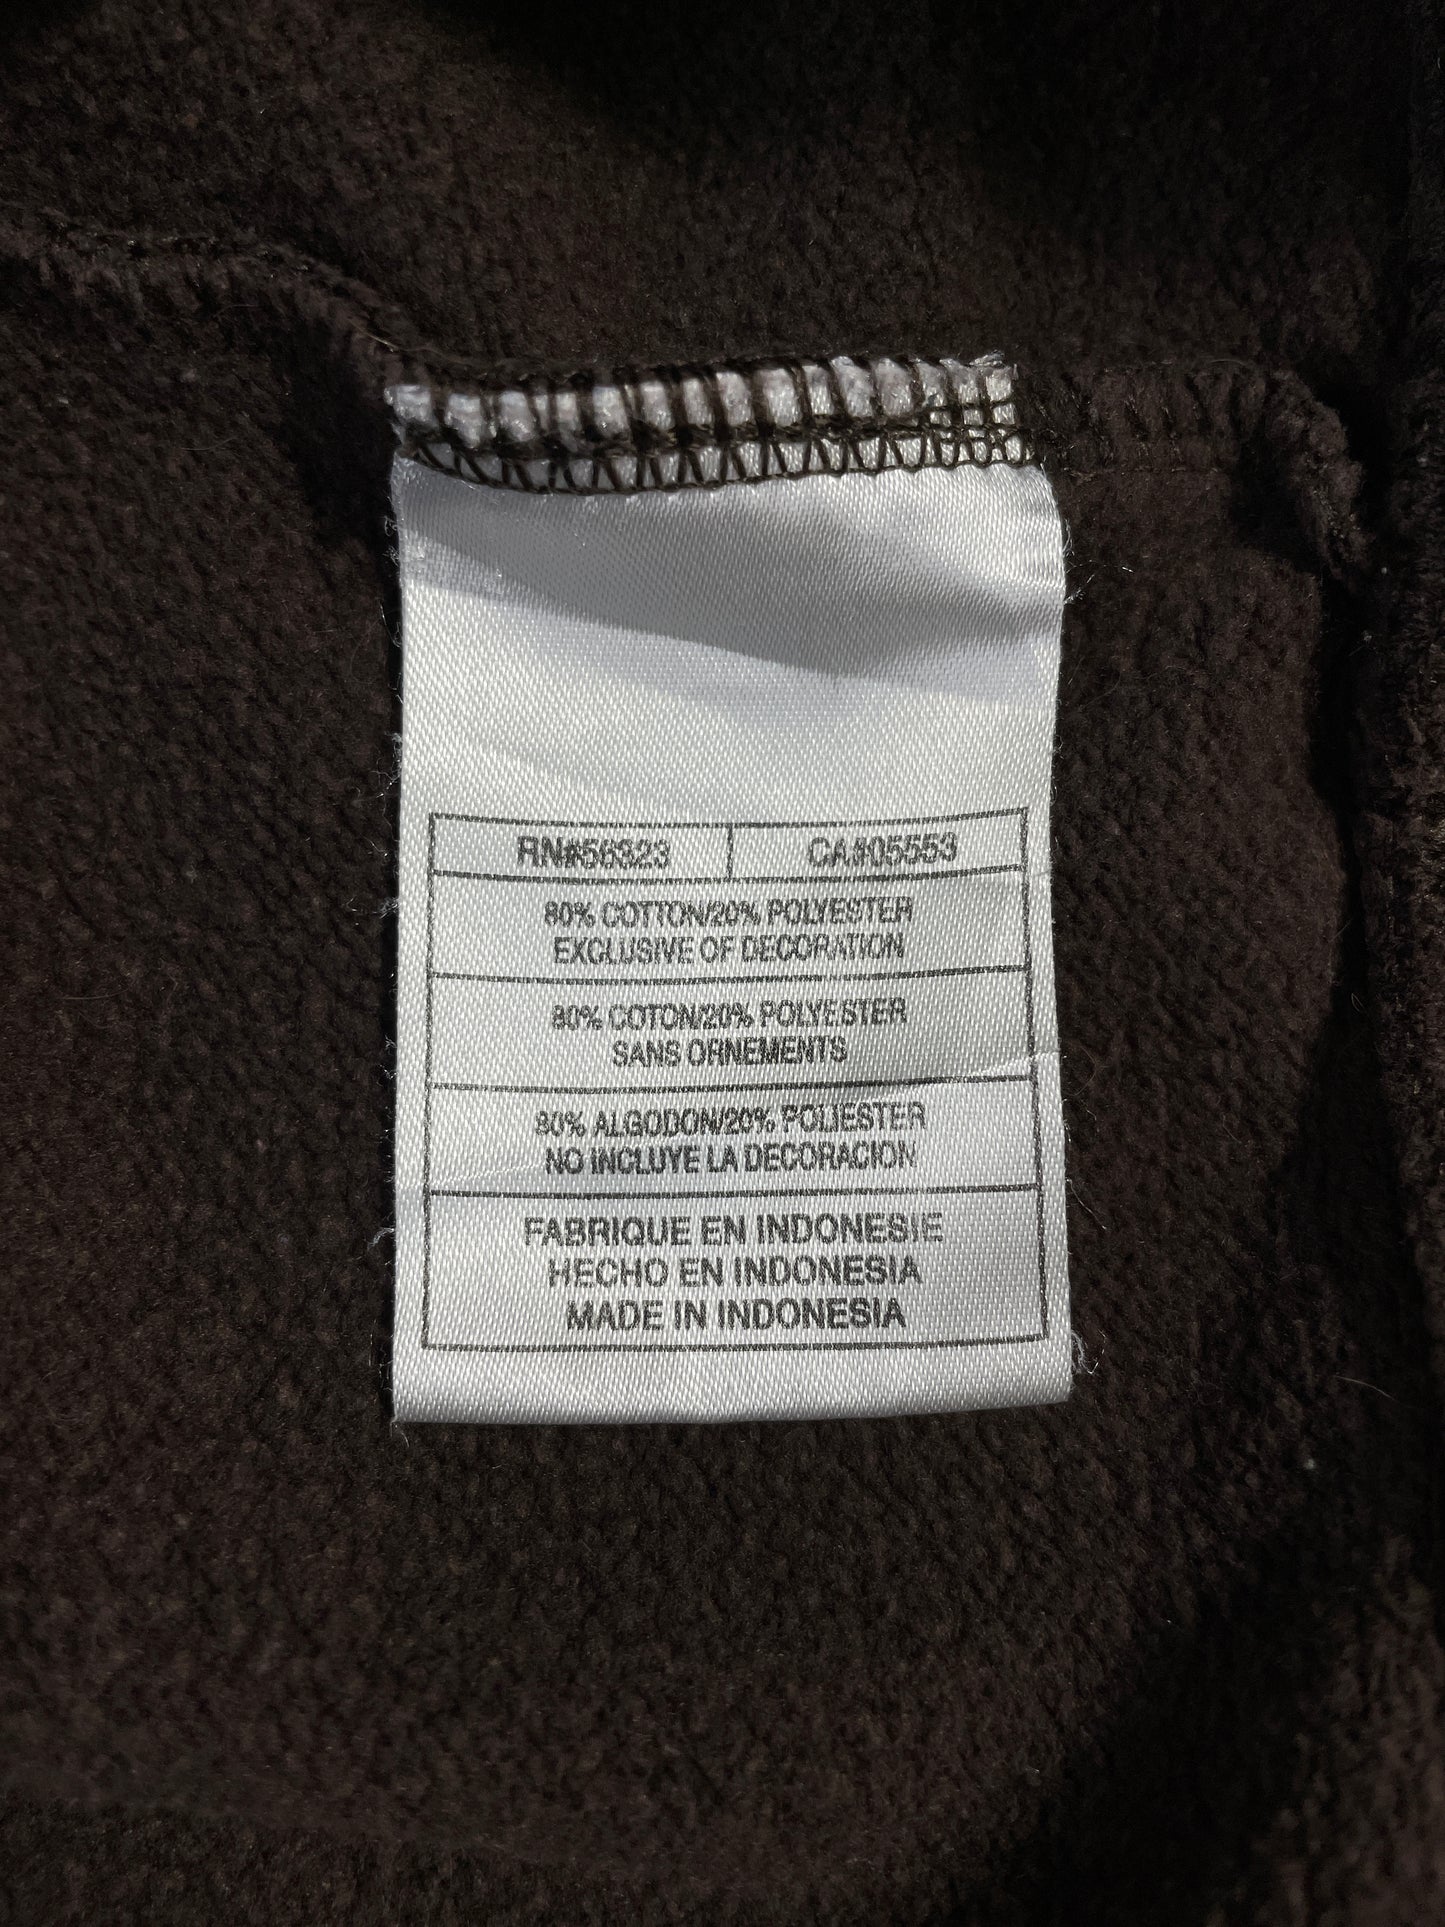 RN#56323 CA#05553
80% COTTON/20% POLYESTER
EXCLUSIVE OF DECORATION
80% COTON/20% POLYESTER
SANS ORNEMENTS
80% ALGODON/20% POLIESTER
NO INCLUYE LA DECORACION
FABRIQUE EN INDONESIE
HECHO EN INDONESIA
MADE IN INDONESIA